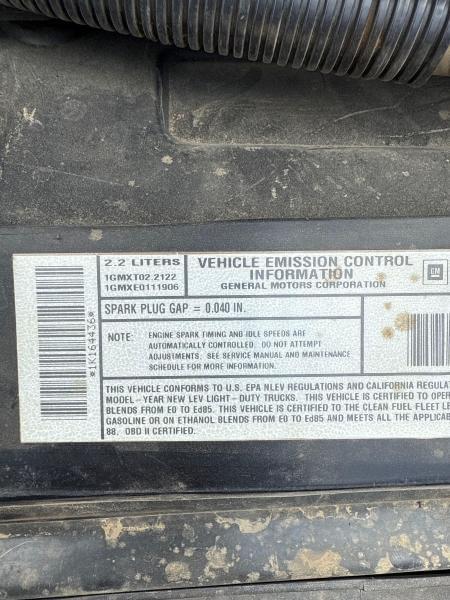 2.2 LITERS
1GMXT02.2122
1GMXE0111906
VEHICLE EMISSION CONTROL
INFORMATION
GENERAL MOTORS CORPORATION
GM
SPARK PLUG GAP = 0.040 IN.
NOTE: ENGINE SPARK TIMING AND IDLE SPEEDS ARE
AUTOMATICALLY CONTROLLED. DO NOT ATTEMPT
ADJUSTMENTS. SEE SERVICE MANUAL AND MAINTENANCE
SCHEDULE FOR MORE INFORMATION.
*1K164436*
THIS VEHICLE CONFORMS TO U.S. EPA NLEV REGULATIONS AND CALIFORNIA REGULAT
MODEL-YEAR NEW LEV LIGHT-DUTY TRUCKS. THIS VEHICLE IS CERTIFIED TO OPER
BLENDS FROM E0 TO Ed85. THIS VEHICLE IS CERTIFIED TO THE CLEAN FUEL FLEET L
GASOLINE OR ON ETHANOL BLENDS FROM E0 TO Ed85 AND MEETS ALL THE APPLICAB
88. OBD II CERTIFIED.